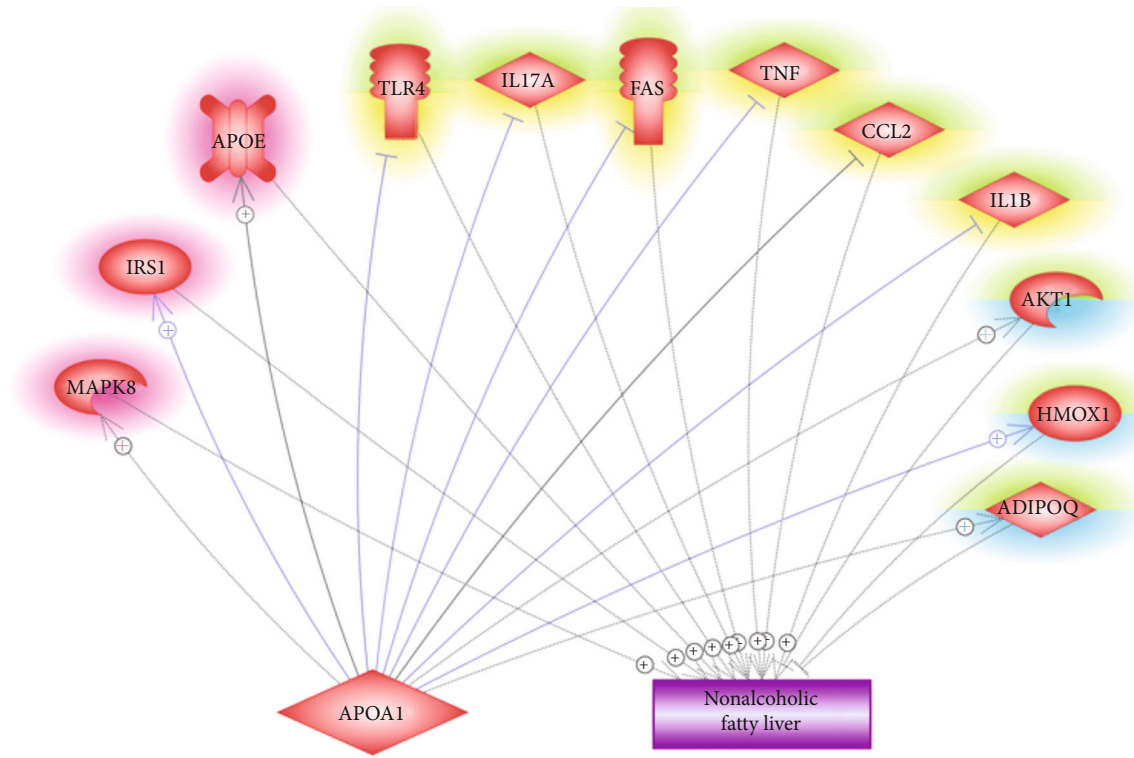 TLR4
IL17A
FAS
TNF
CCL2
APOE
IL1B
IRS1
AKT1
MAPK8
HMOX1
ADIPOQ
APOA1
Nonalcoholic
fatty liver